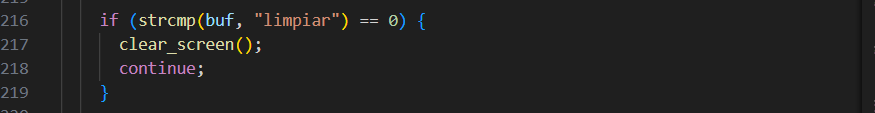 216 if (strcmp(buf, "limpiar") == 0) {
217 clear_screen();
218 continue;
219 }